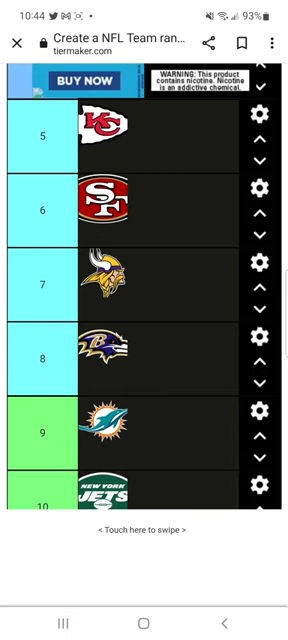 10:44
93%
Create a NFL Team ran...
tiermaker.com
BUY NOW
WARNING: This product
contains nicotine. Nicotine
is an addictive chemical.
5
KC
6
SF
7
8
B
9
10
NEW YORK
JETS
< Touch here to swipe >